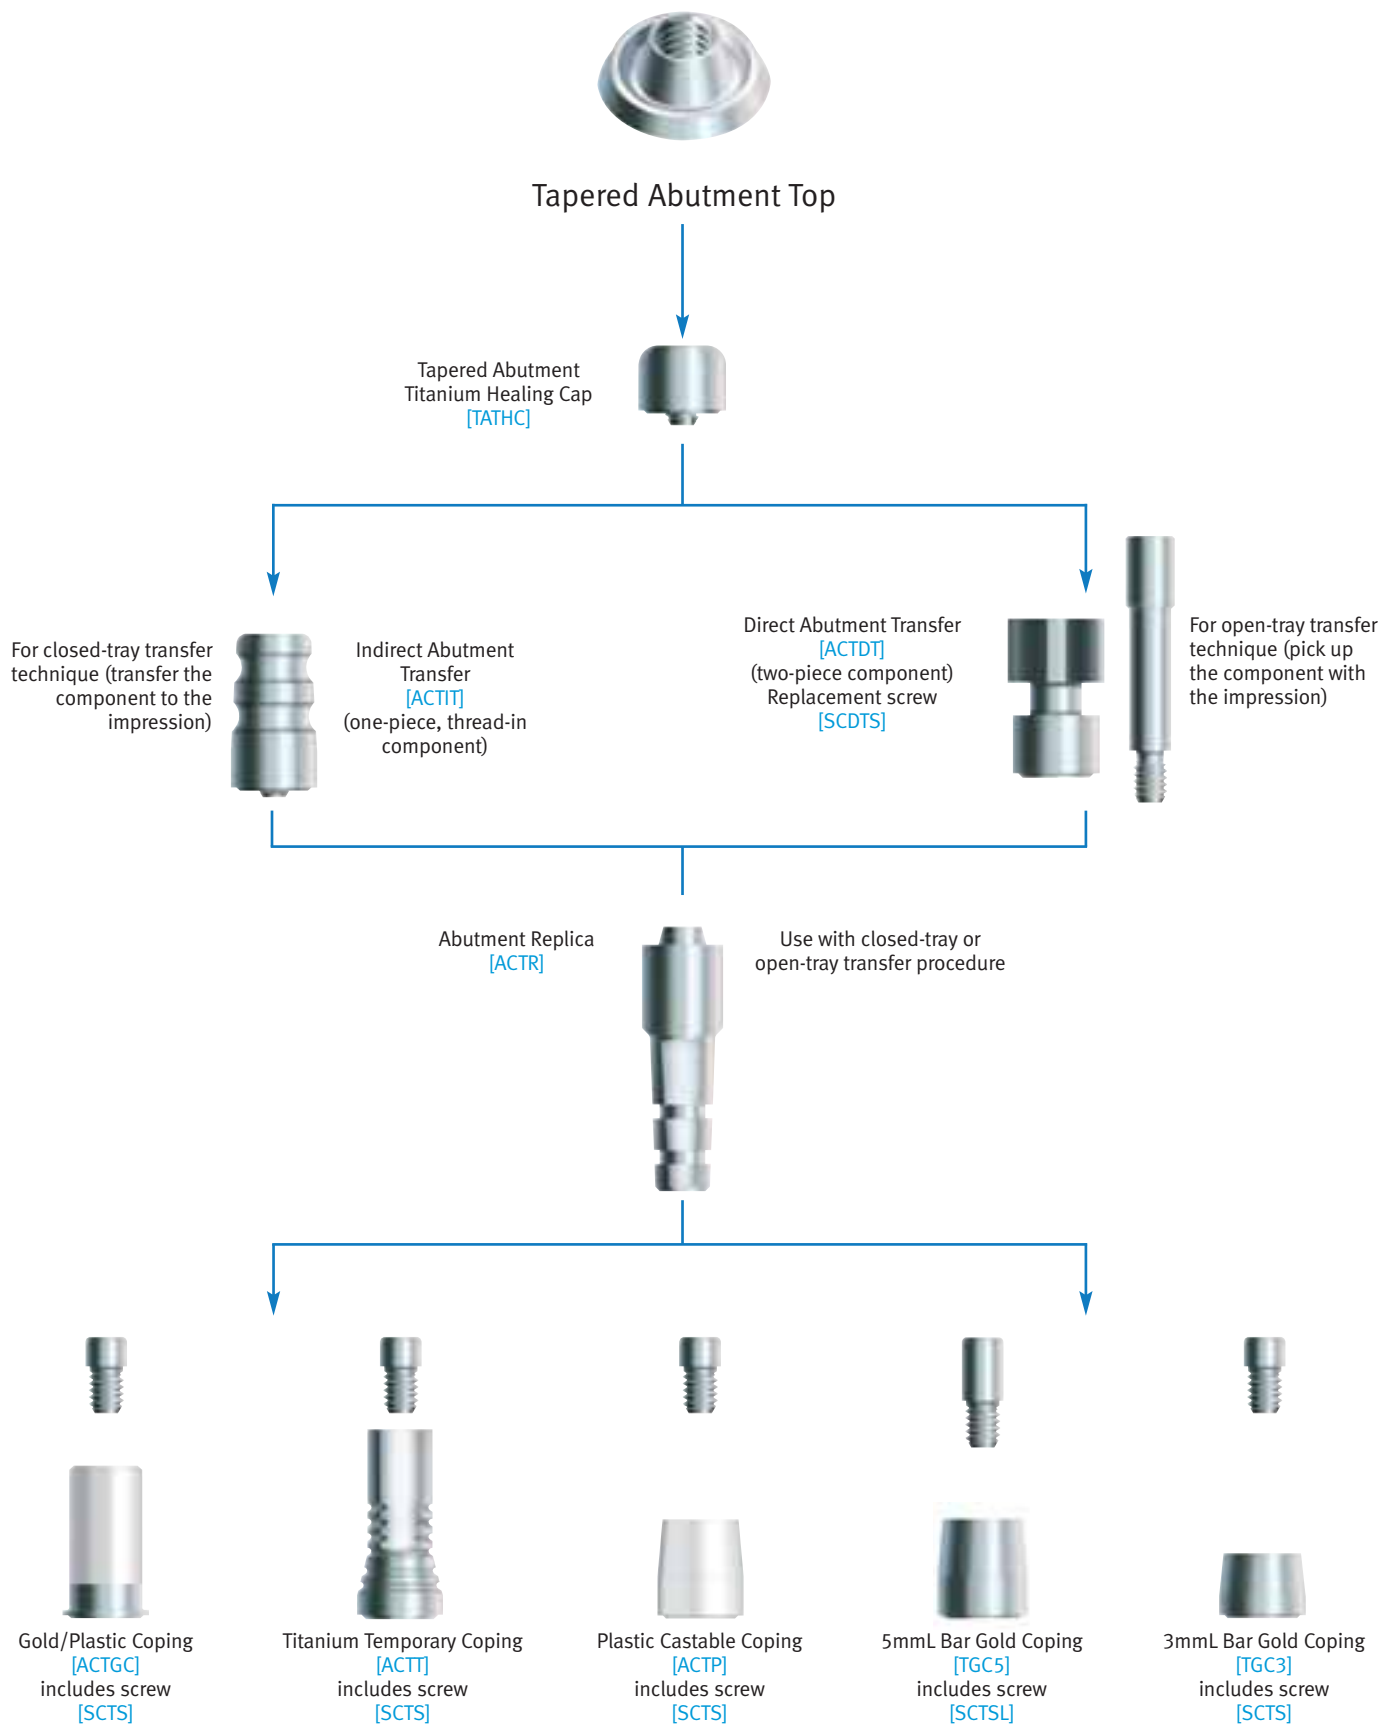 Tapered Abutment Top
Tapered Abutment
Titanium Healing Cap
[TATHC]
For closed-tray transfer
technique (transfer the
component to the
impression)
Indirect Abutment
Transfer
[ACTIT]
(one-piece, thread-in
component)
Direct Abutment Transfer
[ACTDT]
(two-piece component)
Replacement screw
[SCDTS]
For open-tray transfer
technique (pick up
the component with
the impression)
Abutment Replica
[ACTR]
Use with closed-tray or
open-tray transfer procedure
Gold/Plastic Coping
[ACTGC]
includes screw
[SCTS]
Titanium Temporary Coping
[ACTT]
includes screw
[SCTS]
Plastic Castable Coping
[ACTP]
includes screw
[SCTS]
5mmL Bar Gold Coping
[TGC5]
includes screw
[SCTSL]
3mmL Bar Gold Coping
[TGC3]
includes screw
[SCTS]